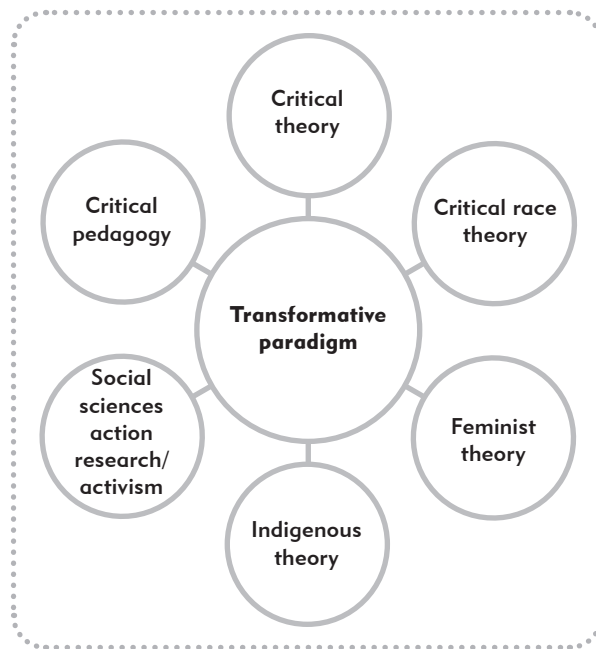 Critical
theory
Critical
pedagogy
Critical race
theory
Transformative
paradigm
Social
sciences
action
research/
activism
Feminist
theory
Indigenous
theory